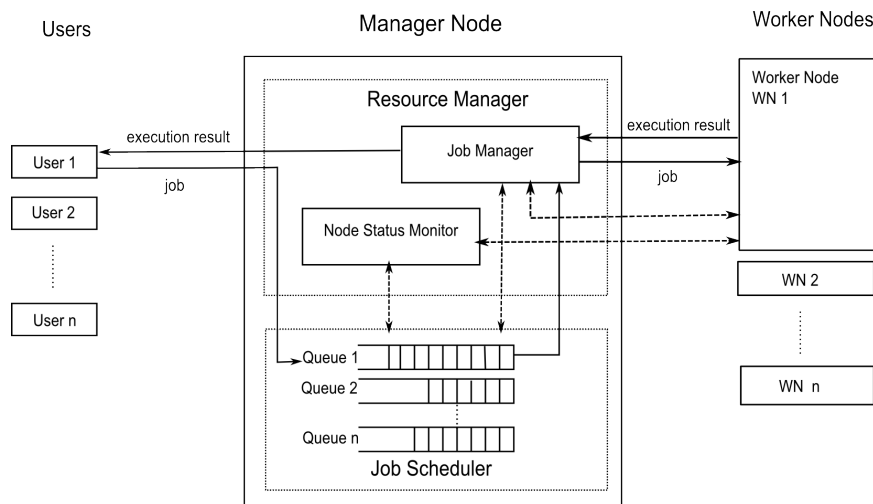 Users
Manager Node
Worker Nodes
Resource Manager
Worker Node
WN 1
execution result
execution result
Job Manager
User 1
job
job
User 2
Node Status Monitor
WN 2
User n
Queue 1
Queue 2
WN n
Queue n
Job Scheduler